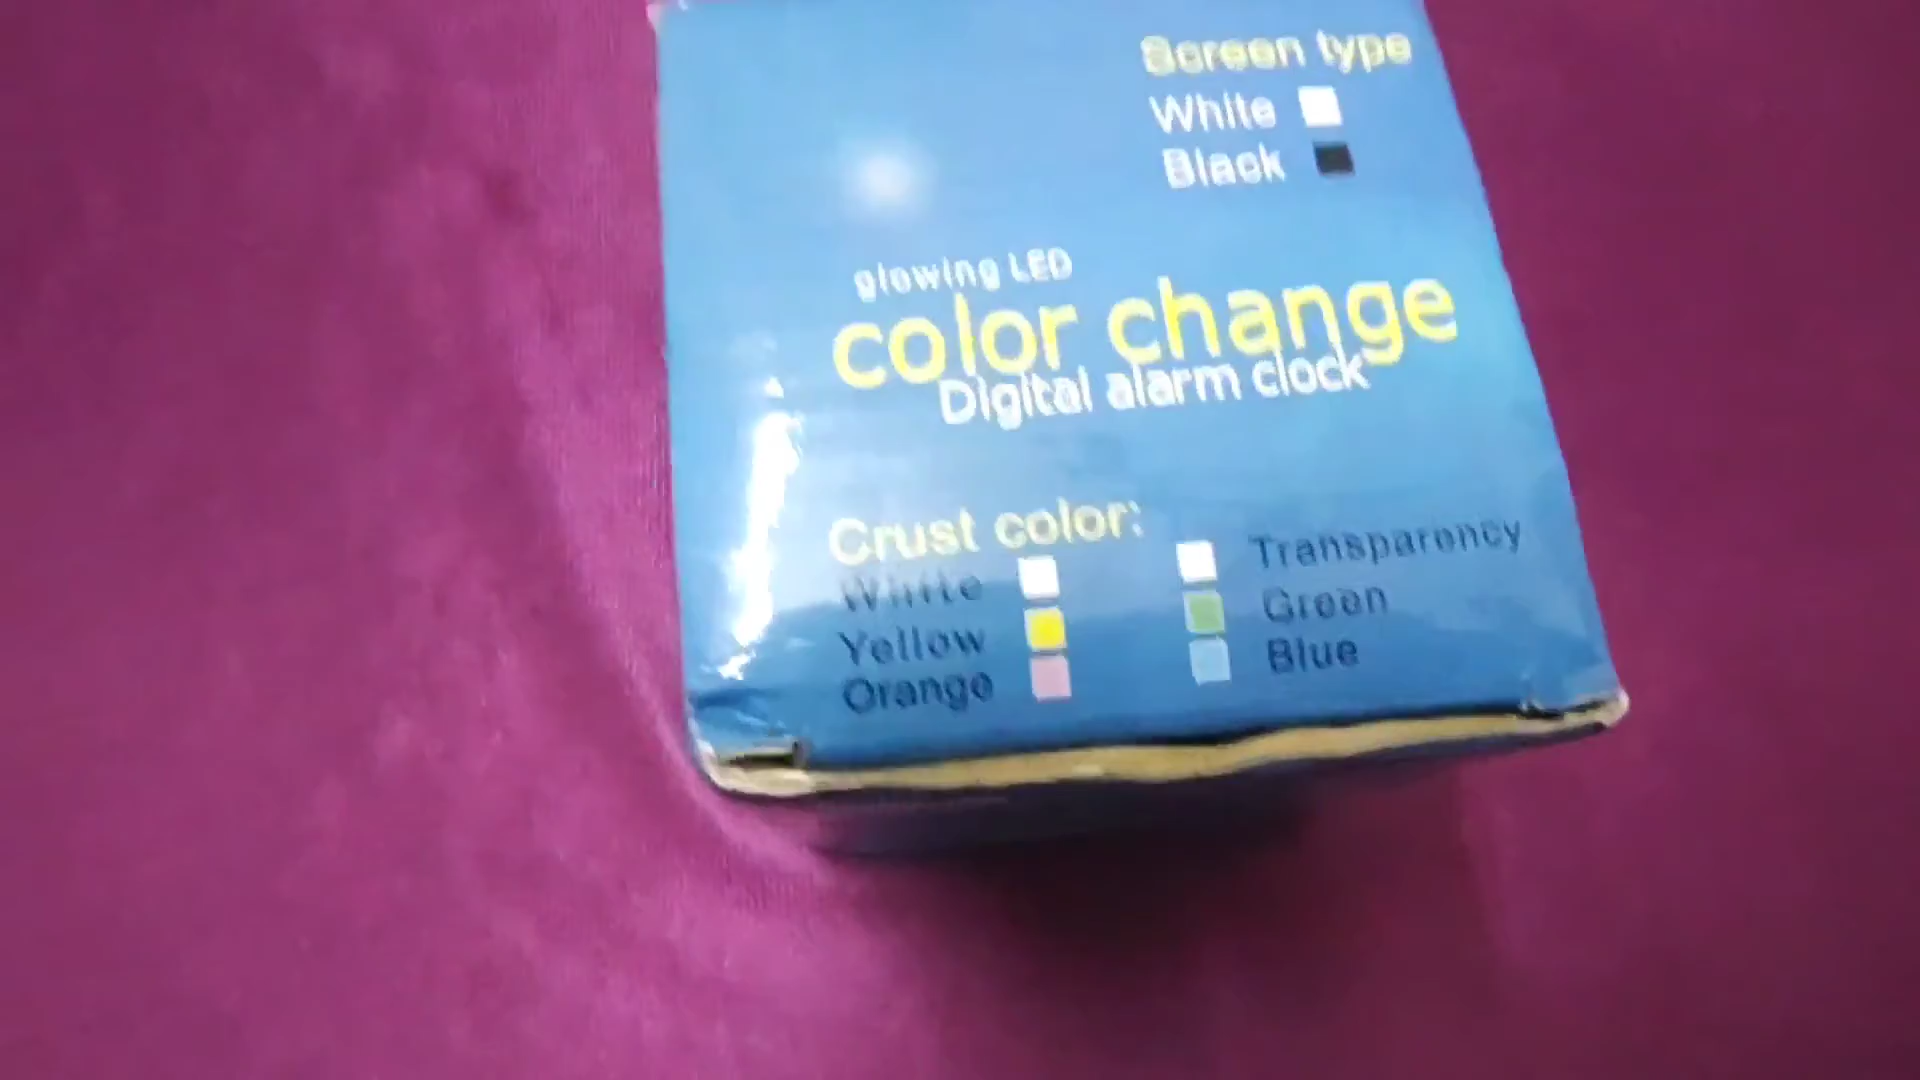 Screen type
White
Black
glowing LED
color change
Digital alarm clock
Crust color:
White Transparency
Yellow Green
Orange Blue